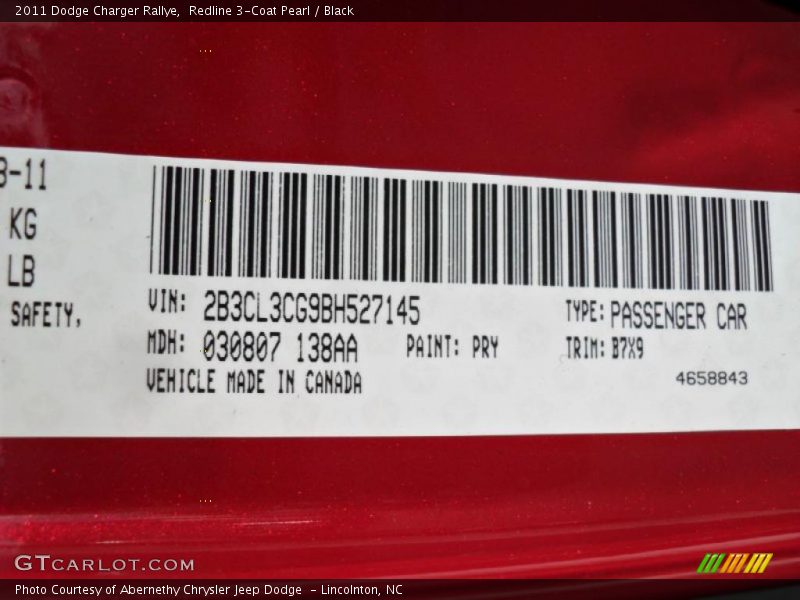 2011 Dodge Charger Rallye,  Redline 3-Coat Pearl / Black
3-11
KG
LB
SAFETY,
VIN: 2B3CL3CG9BH527145
TYPE: PASSENGER CAR
MDH: 030807 138AA
PAINT: PRY
TRIM: B7X9
VEHICLE MADE IN CANADA
4658843
GTCARLOT.COM
Photo Courtesy of Abernethy Chrysler Jeep Dodge  - Lincolnton, NC